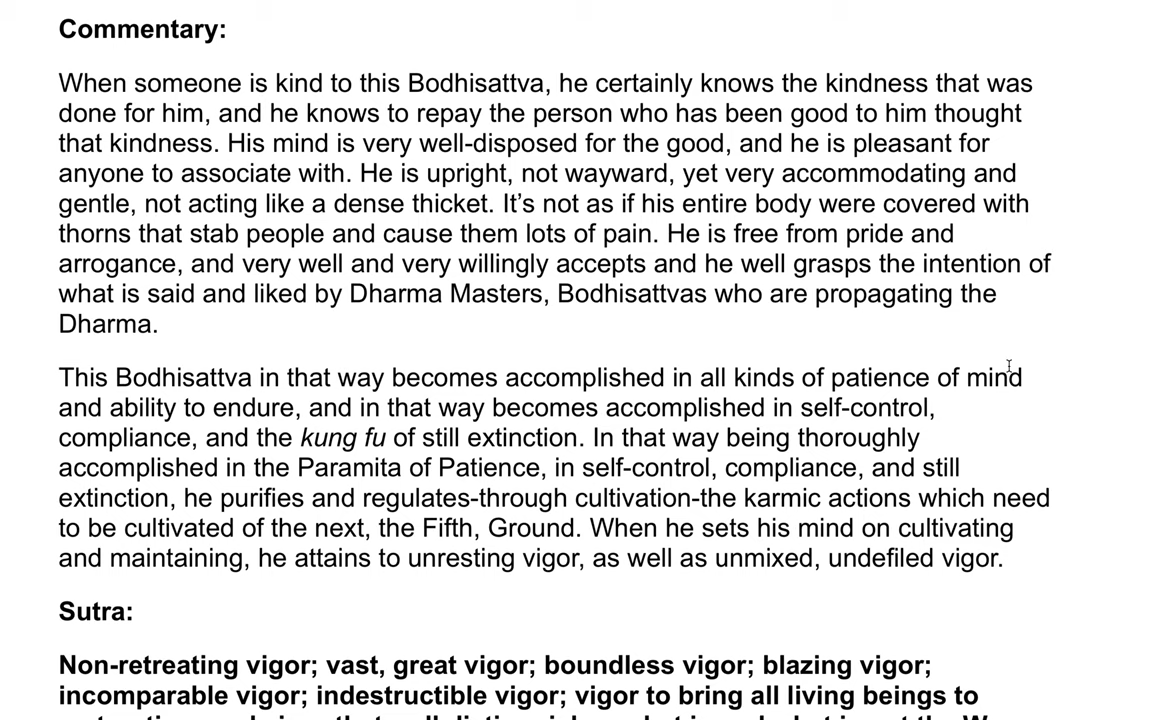 Commentary:
When someone is kind to this Bodhisattva, he certainly knows the kindness that was
done for him, and he knows to repay the person who has been good to him thought
that kindness. His mind is very well-disposed for the good, and he is pleasant for
anyone to associate with. He is upright, not wayward, yet very accommodating and
gentle, not acting like a dense thicket. It’s not as if his entire body were covered with
thorns that stab people and cause them lots of pain. He is free from pride and
arrogance, and very well and very willingly accepts and he well grasps the intention of
what is said and liked by Dharma Masters, Bodhisattvas who are propagating the
Dharma.
This Bodhisattva in that way becomes accomplished in all kinds of patience of mind
and ability to endure, and in that way becomes accomplished in self-control,
compliance, and the kung fu of still extinction. In that way being thoroughly
accomplished in the Paramita of Patience, in self-control, compliance, and still
extinction, he purifies and regulates-through cultivation-the karmic actions which need
to be cultivated of the next, the Fifth, Ground. When he sets his mind on cultivating
and maintaining, he attains to unresting vigor, as well as unmixed, undefiled vigor.
Sutra:
Non-retreating vigor; vast, great vigor; boundless vigor; blazing vigor;
incomparable vigor; indestructible vigor; vigor to bring all living beings to